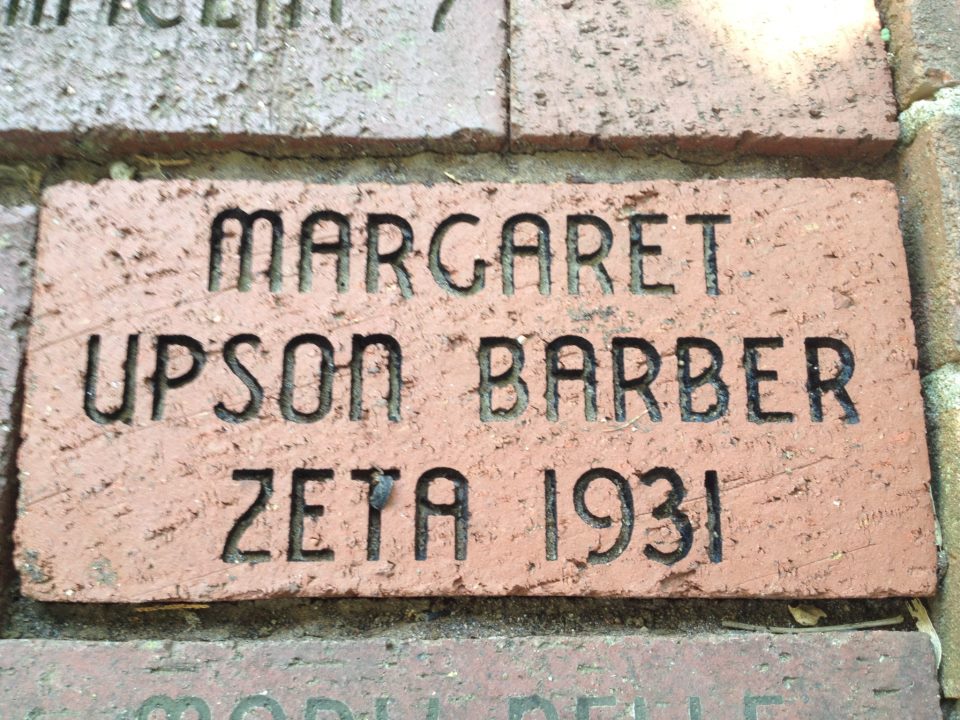 MARGARET
UPSON BARBER
ZETA 1931